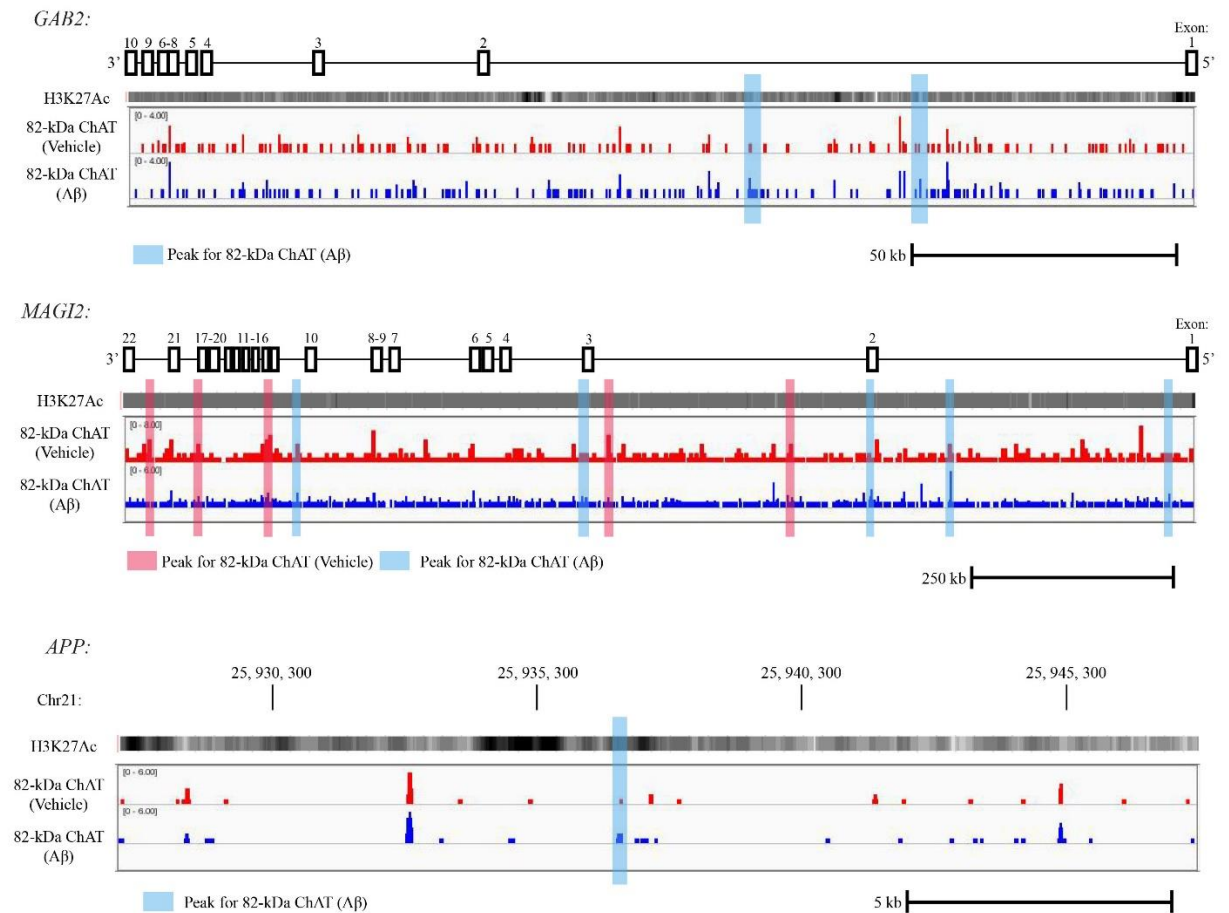 GAB2:
10 9 6-8 5 4 3 2 Exon: 1
3’ 5’
H3K27Ac
82-kDa ChAT
(Vehicle)
[0 - 4.00]
82-kDa ChAT
(Aβ)
[0 - 4.00]
Peak for 82-kDa ChAT (Aβ)
50 kb
MAGI2:
22 21 17-20 11-16 10 8-9 7 6 5 4 3 2 Exon: 1
3’ 5’
H3K27Ac
82-kDa ChAT
(Vehicle)
[0 - 8.00]
82-kDa ChAT
(Aβ)
[0 - 6.00]
Peak for 82-kDa ChAT (Vehicle) Peak for 82-kDa ChAT (Aβ)
250 kb
APP:
25, 930, 300 25, 935, 300 25, 940, 300 25, 945, 300
Chr21:
H3K27Ac
82-kDa ChAT
(Vehicle)
[0 - 6.00]
82-kDa ChAT
(Aβ)
[0 - 6.00]
Peak for 82-kDa ChAT (Aβ)
5 kb